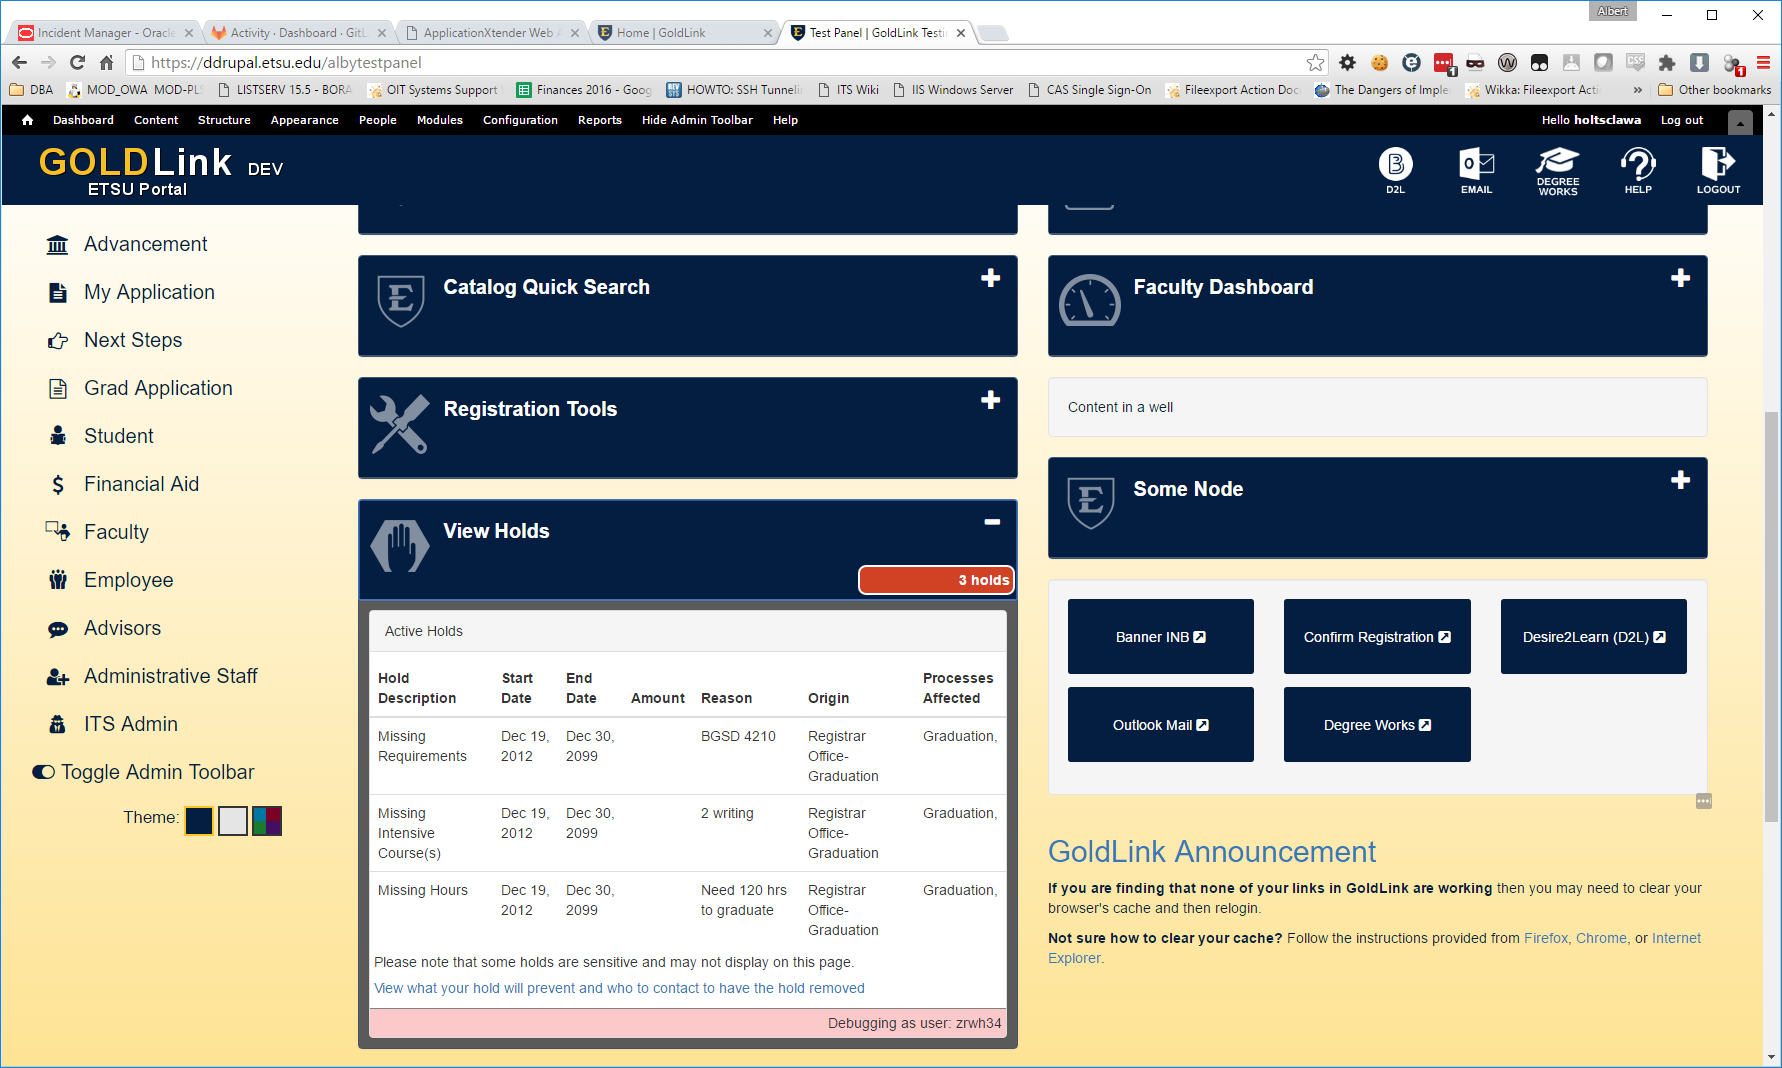 Albert
Incident Manager - Oracle
Activity · Dashboard · GitL
ApplicationXtender Web A
Home | GoldLink
Test Panel | GoldLink Testin
https://ddrupal.etsu.edu/albytestpanel
DBA
MOD_OWA MOD-PLS
LISTSERV 15.5 - BORA
OIT Systems Support
Finances 2016 - Goog
HOWTO: SSH Tunnelin
ITS Wiki
IIS Windows Server
CAS Single Sign-On
Fileexport Action Doc
The Dangers of Imple
Wikka: Fileexport Acti
» Other bookmarks
Dashboard Content Structure Appearance People Modules Configuration Reports Hide Admin Toolbar Help
Hello holtsclawa Log out
GOLDLink DEV
ETSU Portal
D2L
EMAIL
DEGREE
WORKS
HELP
LOGOUT
Advancement
My Application
Next Steps
Grad Application
Student
Financial Aid
Faculty
Employee
Advisors
Administrative Staff
ITS Admin
Toggle Admin Toolbar
Theme:
Catalog Quick Search
Registration Tools
View Holds
3 holds
Active Holds
Hold Description Start Date End Date Amount Reason Origin Processes Affected
Missing Requirements Dec 19, 2012 Dec 30, 2099 BGSD 4210 Registrar Office-Graduation Graduation,
Missing Intensive Course(s) Dec 19, 2012 Dec 30, 2099 2 writing Registrar Office-Graduation Graduation,
Missing Hours Dec 19, 2012 Dec 30, 2099 Need 120 hrs to graduate Registrar Office-Graduation Graduation,
Please note that some holds are sensitive and may not display on this page.
View what your hold will prevent and who to contact to have the hold removed
Debugging as user: zrwh34
Faculty Dashboard
Content in a well
Some Node
Banner INB
Confirm Registration
Desire2Learn (D2L)
Outlook Mail
Degree Works
GoldLink Announcement
If you are finding that none of your links in GoldLink are working then you may need to clear your
browser's cache and then relogin.
Not sure how to clear your cache? Follow the instructions provided from Firefox, Chrome, or Internet
Explorer.